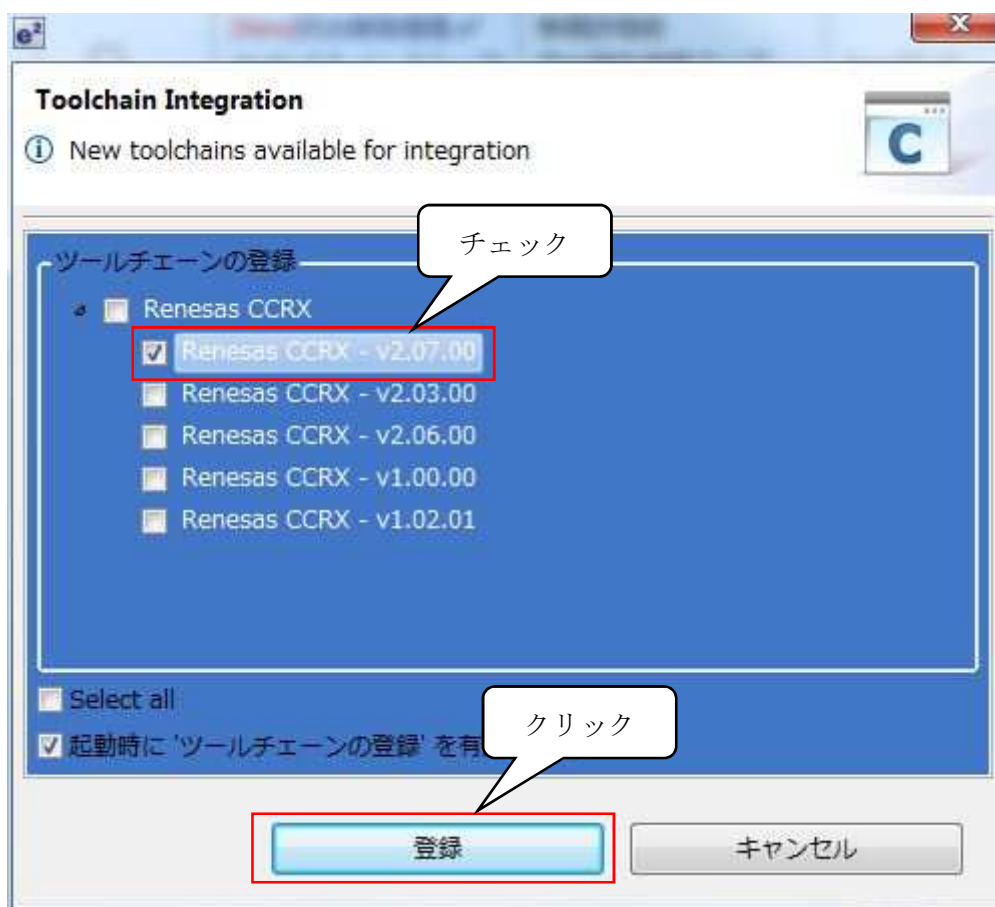 e²
Toolchain Integration
New toolchains available for integration
C
チェック
ツールチェーンの登録
Renesas CCRX
Renesas CCRX - v2.07.00
Renesas CCRX - v2.03.00
Renesas CCRX - v2.06.00
Renesas CCRX - v1.00.00
Renesas CCRX - v1.02.01
Select all
クリック
起動時に 'ツールチェーンの登録' を有
登録
キャンセル